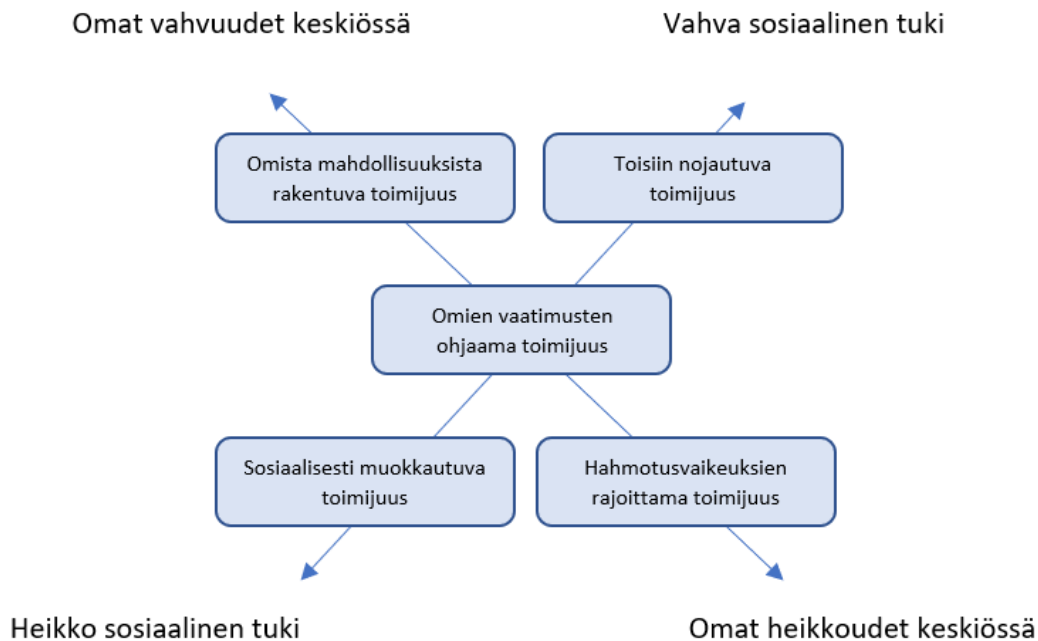 Omat vahvuudet keskiössä
Vahva sosiaalinen tuki
Omista mahdollisuuksista
rakentuva toimijuus
Toisiin nojautuva
toimijuus
Omien vaatimusten
ohjaama toimijuus
Sosiaalisesti muokkautuva
toimijuus
Hahmotusvaikeuksien
rajoittama toimijuus
Heikko sosiaalinen tuki
Omat heikkoudet keskiössä